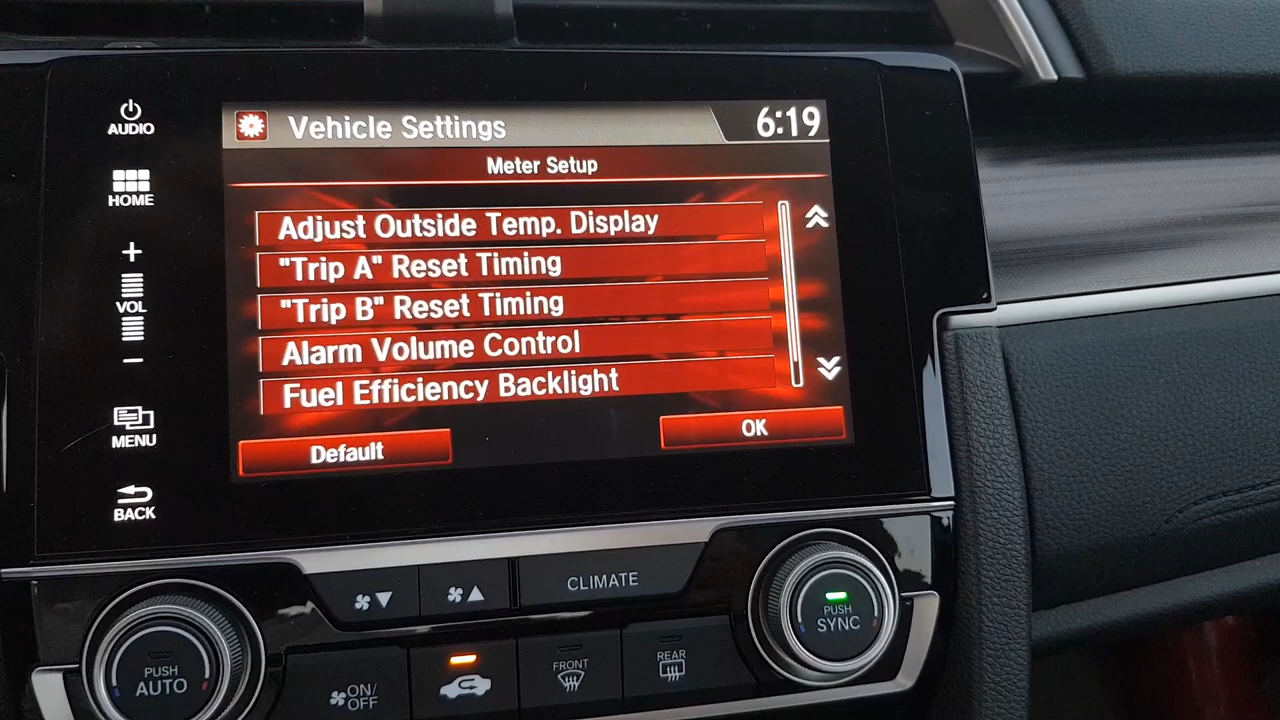 AUDIO
HOME
+
VOL
−
MENU
BACK
Vehicle Settings
6:19
Meter Setup
Adjust Outside Temp. Display
"Trip A" Reset Timing
"Trip B" Reset Timing
Alarm Volume Control
Fuel Efficiency Backlight
Default
OK
CLIMATE
PUSH
AUTO
ON/
OFF
FRONT
REAR
PUSH
SYNC